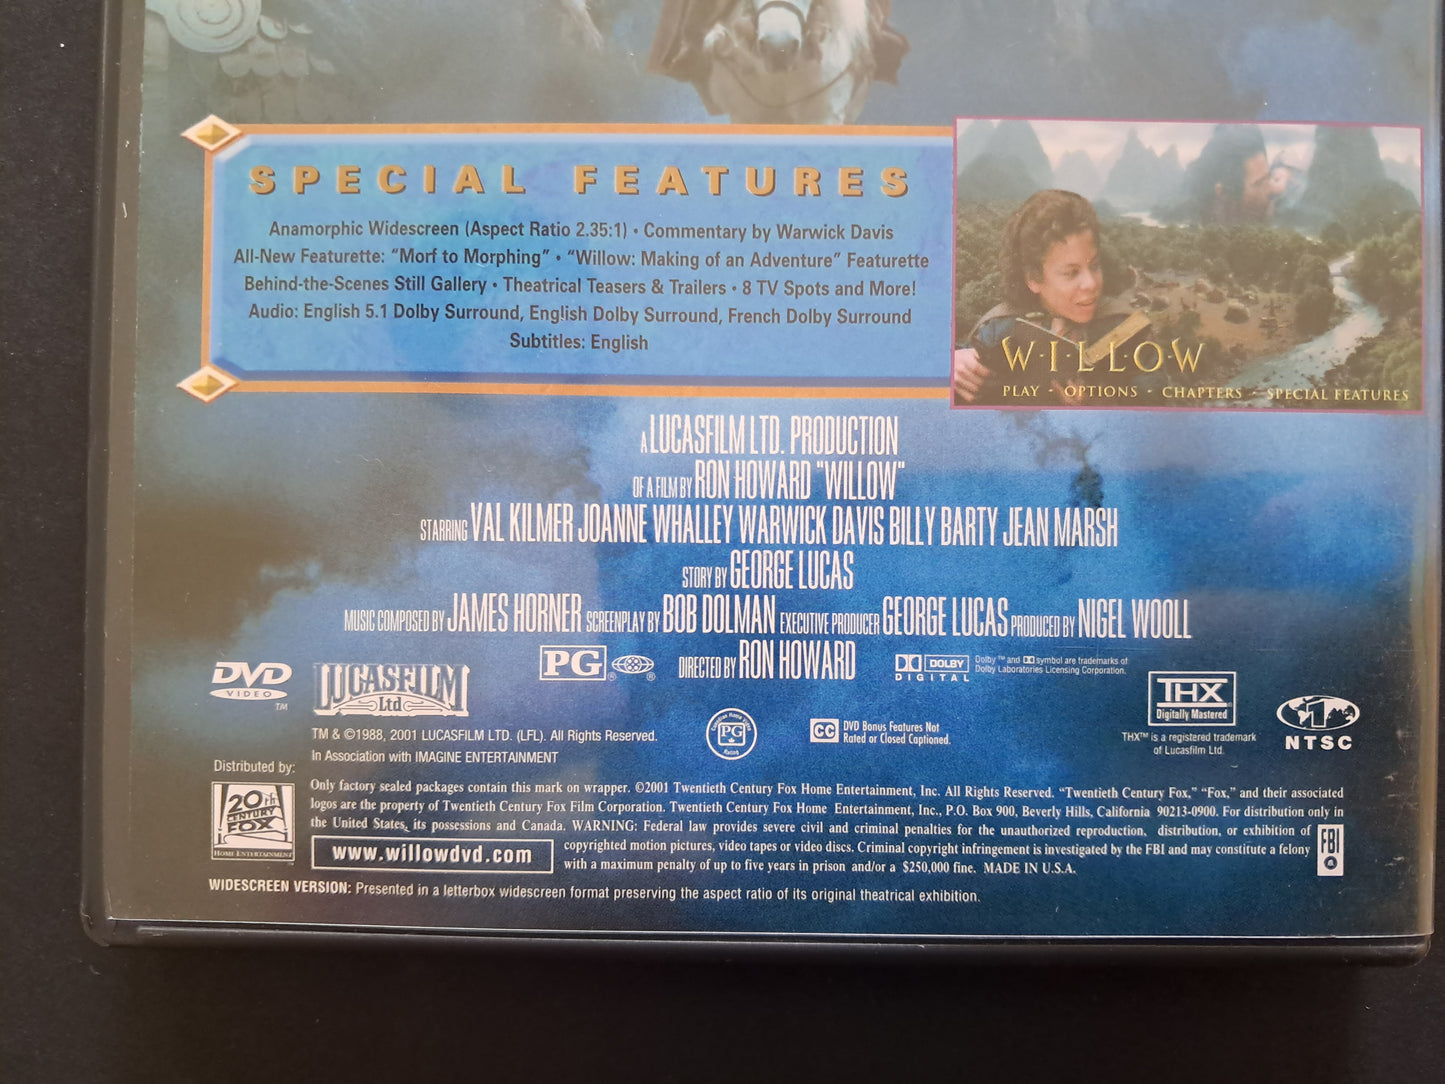 SPECIAL FEATURES
Anamorphic Widescreen (Aspect Ratio 2.35:1) • Commentary by Warwick Davis
All-New Featurette: “Morf to Morphing” • “Willow: Making of an Adventure” Featurette
Behind-the-Scenes Still Gallery • Theatrical Teasers & Trailers • 8 TV Spots and More!
Audio: English 5.1 Dolby Surround, English Dolby Surround, French Dolby Surround
Subtitles: English
W·I·L·L·O·W
PLAY - OPTIONS - CHAPTERS - SPECIAL FEATURES
A LUCASFILM LTD. PRODUCTION
OF A FILM BY RON HOWARD "WILLOW"
STARRING VAL KILMER JOANNE WHALLEY WARWICK DAVIS BILLY BARTY JEAN MARSH
STORY BY GEORGE LUCAS
MUSIC COMPOSED BY JAMES HORNER SCREENPLAY BY BOB DOLMAN EXECUTIVE PRODUCER GEORGE LUCAS PRODUCED BY NIGEL WOOLL
PG ® ® DIRECTED BY RON HOWARD
DOLBY
DIGITAL
Dolby™ and symbol are trademarks of
Dolby Laboratories Licensing Corporation.
DVD
VIDEO
TM
LUCASFILM
Ltd
THX
Digitally Mastered
THX™ is a registered trademark
of Lucasfilm Ltd.
1
NTSC
TM & ©1988, 2001 LUCASFILM LTD. (LFL). All Rights Reserved.
In Association with IMAGINE ENTERTAINMENT
Canadian Home Video
PG
CC
DVD Bonus Features Not
Rated or Closed Captioned.
Distributed by:
20th
CENTURY
FOX
HOME ENTERTAINMENT
Only factory sealed packages contain this mark on wrapper. ©2001 Twentieth Century Fox Home Entertainment, Inc. All Rights Reserved. “Twentieth Century Fox,” “Fox,” and their associated
logos are the property of Twentieth Century Fox Film Corporation. Twentieth Century Fox Home Entertainment, Inc., P.O. Box 900, Beverly Hills, California 90213-0900. For distribution only in
the United States, its possessions and Canada. WARNING: Federal law provides severe civil and criminal penalties for the unauthorized reproduction, distribution, or exhibition of
copyrighted motion pictures, video tapes or video discs. Criminal copyright infringement is investigated by the FBI and may constitute a felony
with a maximum penalty of up to five years in prison and/or a $250,000 fine. MADE IN U.S.A.
FBI
www.willowdvd.com
WIDESCREEN VERSION: Presented in a letterbox widescreen format preserving the aspect ratio of its original theatrical exhibition.